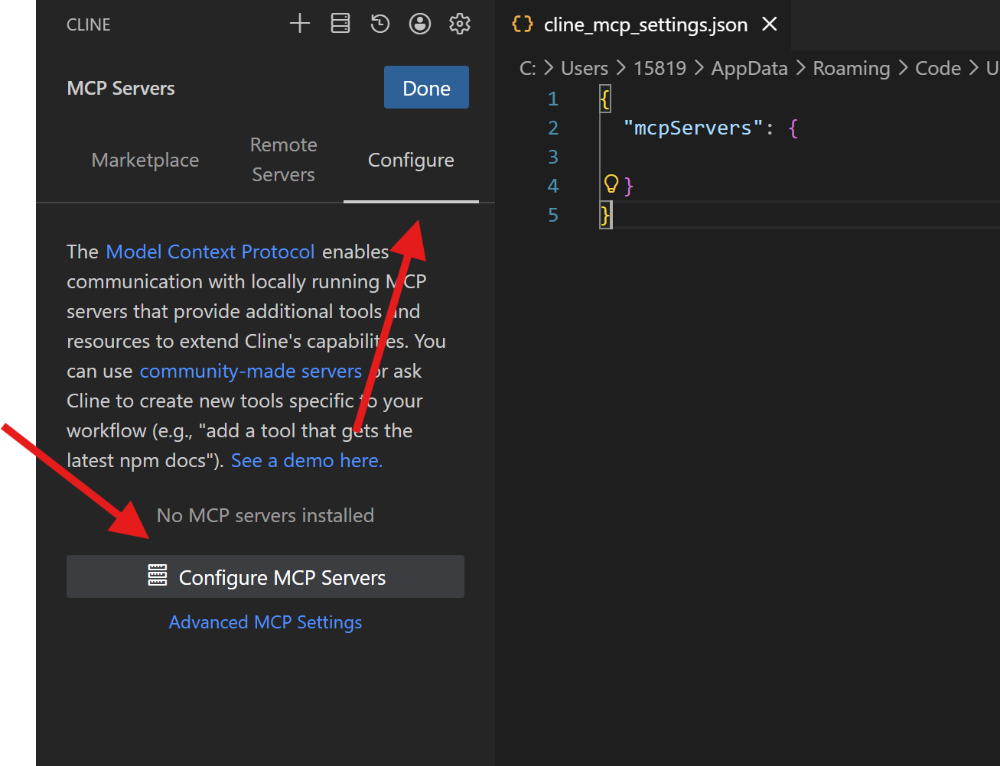 CLINE
MCP Servers
Done
Marketplace
Remote
Servers
Configure
The Model Context Protocol enables
communication with locally running MCP
servers that provide additional tools and
resources to extend Cline's capabilities. You
can use community-made servers or ask
Cline to create new tools specific to your
workflow (e.g., "add a tool that gets the
latest npm docs"). See a demo here.
No MCP servers installed
Configure MCP Servers
Advanced MCP Settings
{} cline_mcp_settings.json
C: > Users > 15819 > AppData > Roaming > Code > U
1 {
2 "mcpServers": {
3
4 }
5 }